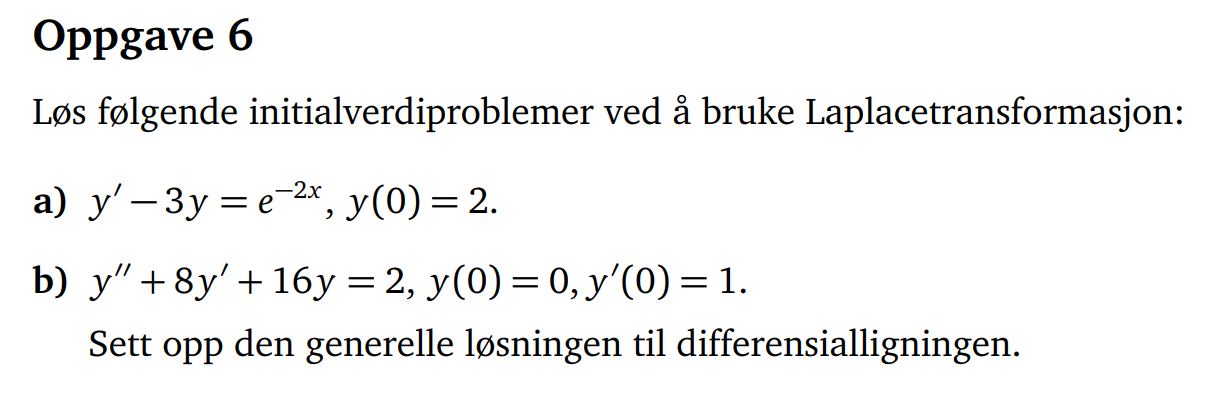 Oppgave 6
Løs følgende initialverdiproblemer ved å bruke Laplacetransformasjon:
a) y′ − 3y = e⁻²ˣ, y(0) = 2.
b) y′′ + 8y′ + 16y = 2, y(0) = 0, y′(0) = 1.
Sett opp den generelle løsningen til differensialligningen.